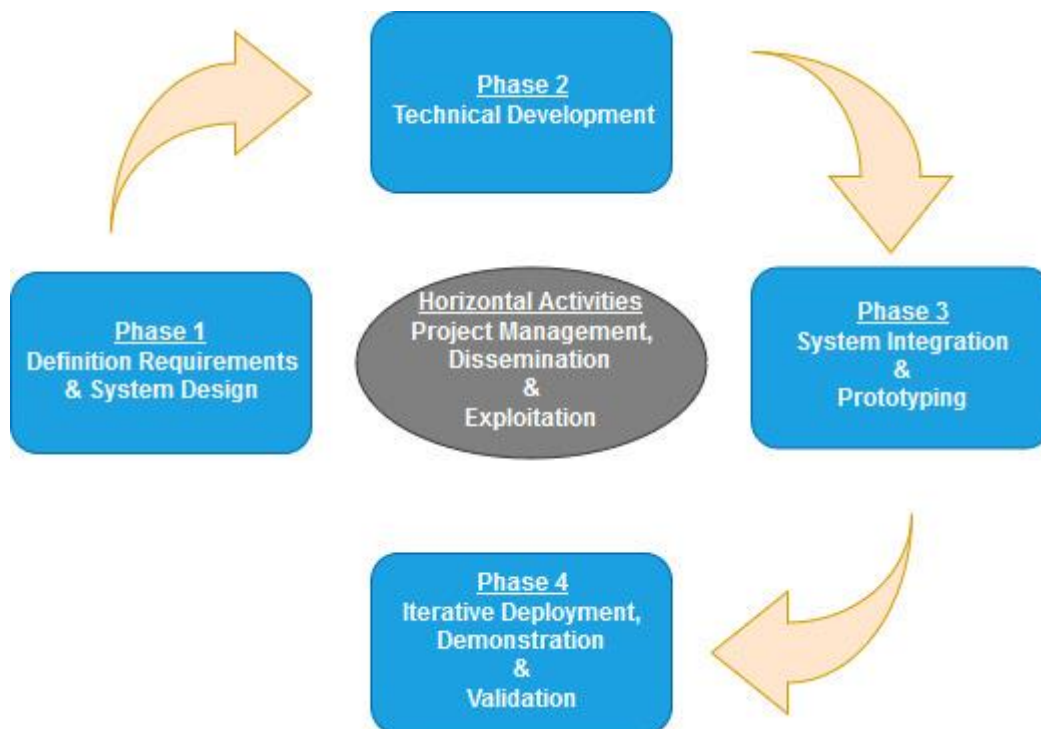 Phase 1
Definition Requirements
& System Design
Phase 2
Technical Development
Phase 3
System Integration
&
Prototyping
Phase 4
Iterative Deployment,
Demonstration
&
Validation
Horizontal Activities
Project Management,
Dissemination
&
Exploitation